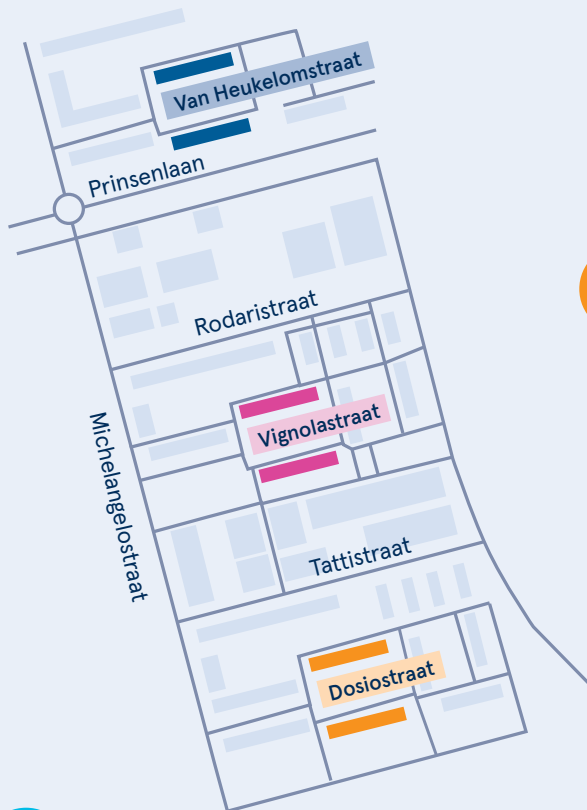 Van Heukelomstraat
Prinsenlaan
Rodaristraat
Michelangelostraat
Vignolastraat
Tattistraat
Dosiostraat